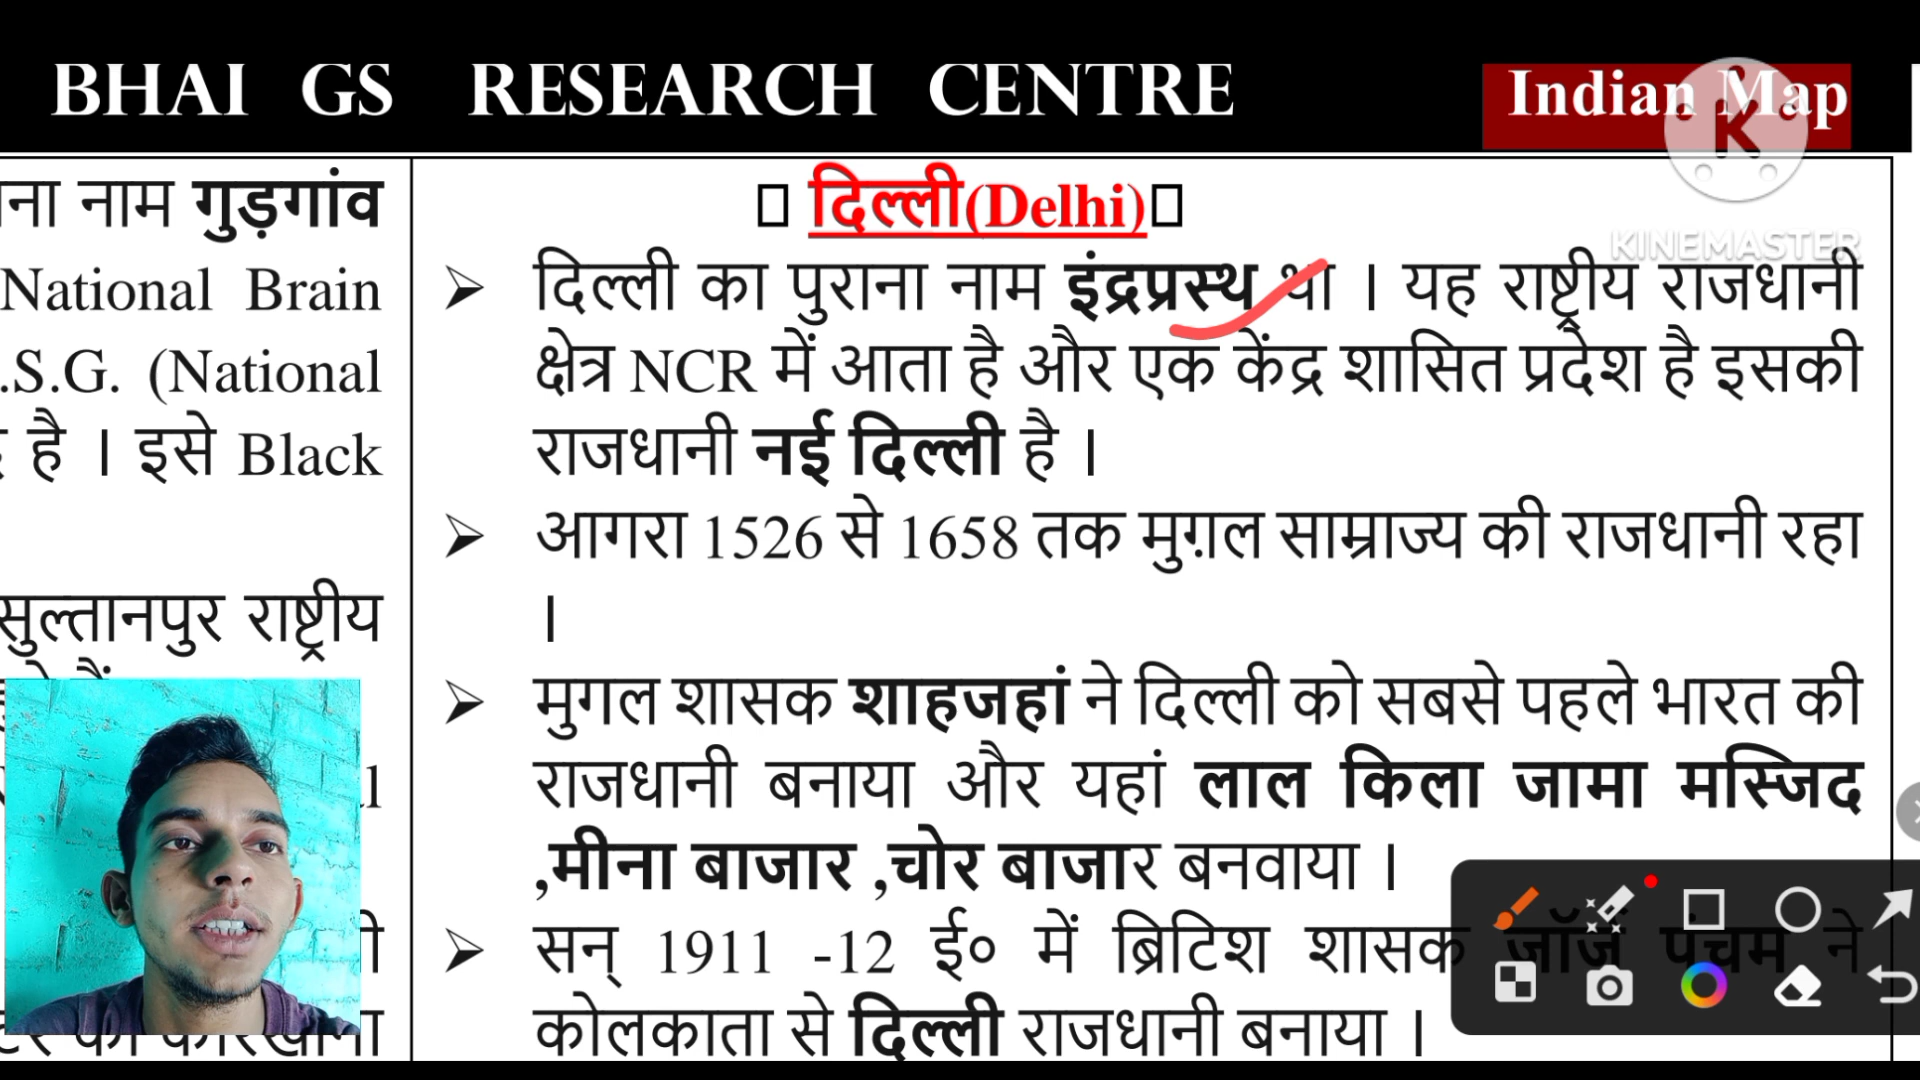 BHAI GS RESEARCH CENTRE
Indian Map
KINEMASTER
नाम गुड़गांव
National Brain
.S.G. (National
है । इसे Black
सुल्तानपुर राष्ट्रीय
दिल्ली(Delhi)
➢ दिल्ली का पुराना नाम इंद्रप्रस्थ था । यह राष्ट्रीय राजधानी
क्षेत्र NCR में आता है और एक केंद्र शासित प्रदेश है इसकी
राजधानी नई दिल्ली है ।
➢ आगरा 1526 से 1658 तक मुग़ल साम्राज्य की राजधानी रहा
।
➢ मुगल शासक शाहजहां ने दिल्ली को सबसे पहले भारत की
राजधानी बनाया और यहां लाल किला जामा मस्जिद
,मीना बाजार ,चोर बाजार बनवाया ।
➢ सन् 1911 -12 ई० में ब्रिटिश शासक जॉर्ज पंचम ने
कोलकाता से दिल्ली राजधानी बनाया ।